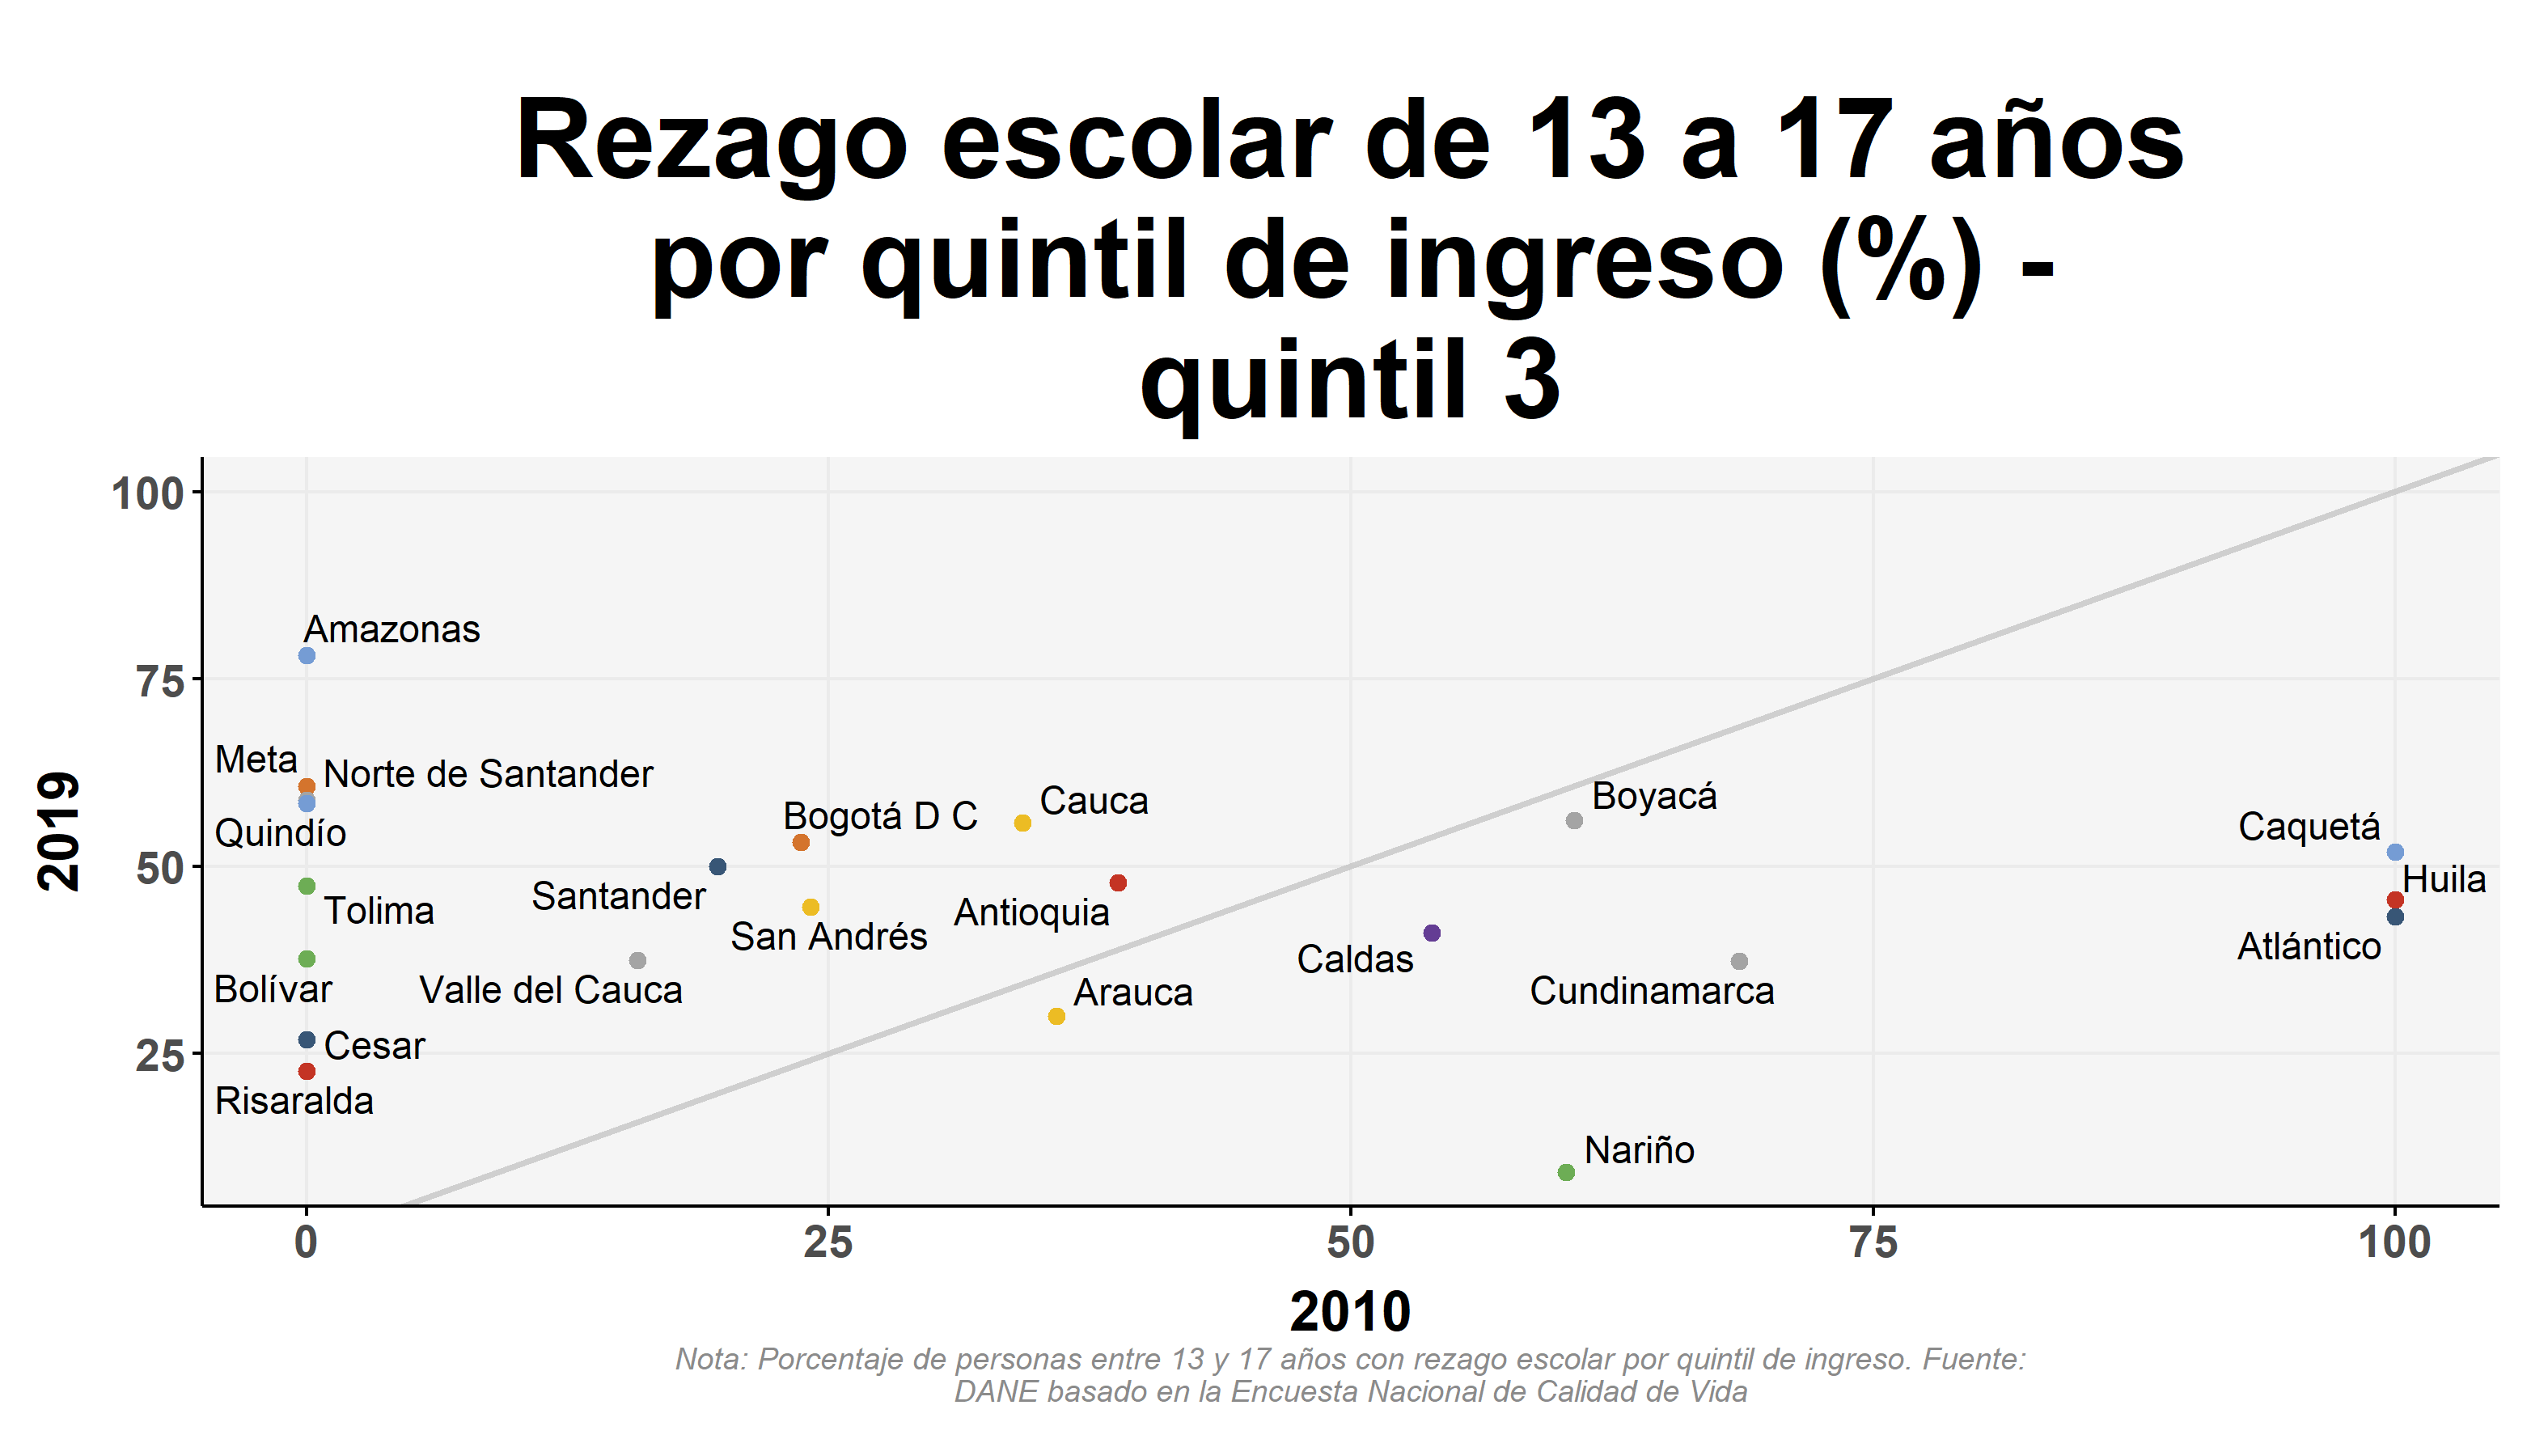 Rezago escolar de 13 a 17 años
por quintil de ingreso (%) -
quintil 3
100
75
50
25
2019
Amazonas
Meta
Norte de Santander
Quindío
Bogotá D C
Cauca
Boyacá
Caquetá
Huila
Santander
Tolima
San Andrés
Antioquia
Caldas
Atlántico
Bolívar
Valle del Cauca
Arauca
Cundinamarca
Cesar
Risaralda
Nariño
0
25
50
75
100
2010
Nota: Porcentaje de personas entre 13 y 17 años con rezago escolar por quintil de ingreso. Fuente:
DANE basado en la Encuesta Nacional de Calidad de Vida